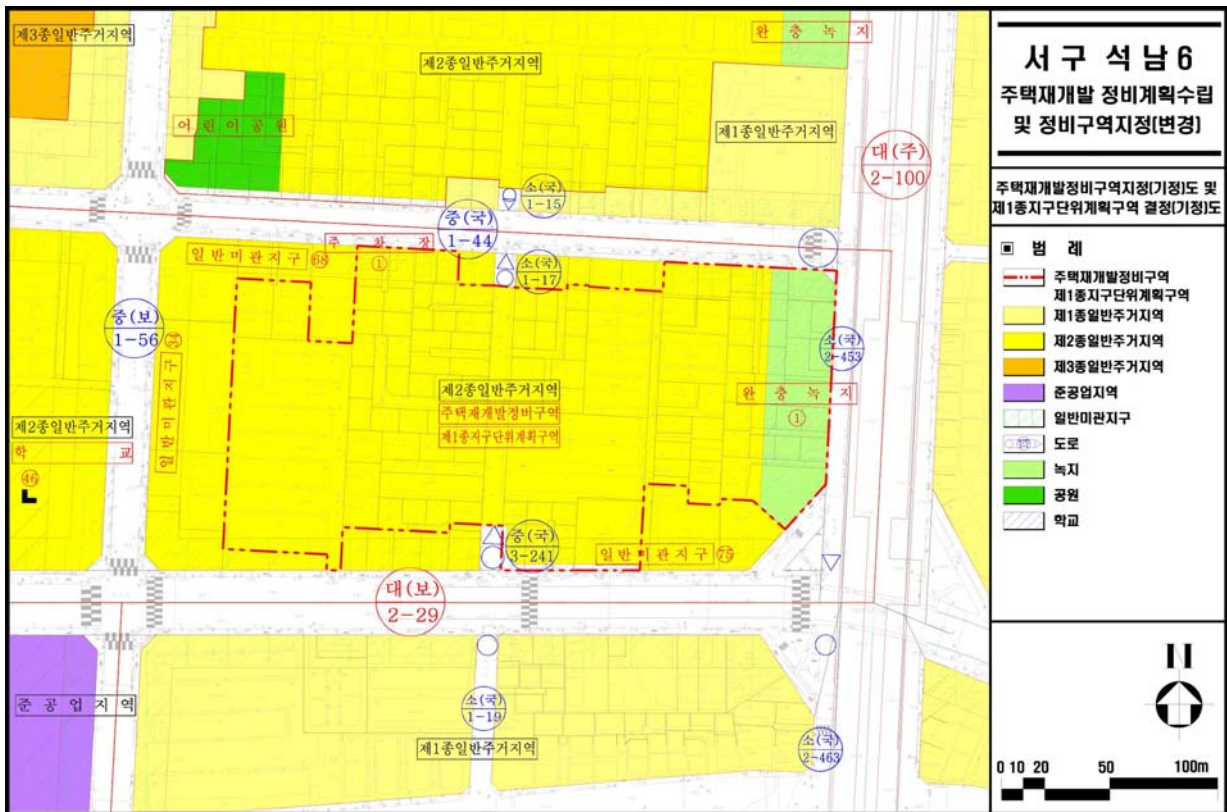 제3종일반주거지역
제2종일반주거지역
완 충 녹 지
어 린 이 공 원
제1종일반주거지역
대(주)
2-100
소(국)
1-15
중(국)
1-44
주 차 장
①
일 반 미 관 지 구 68
소(국)
1-17
중(보)
1-56
일 반 미 관 지 구
소(국)
2-453
제2종일반주거지역
주택재개발정비구역
제1종지구단위계획구역
완 충 녹 지
①
제2종일반주거지역
학 교
46
중(국)
3-241
일 반 미 관 지 구 75
대(보)
2-29
준 공 업 지 역
소(국)
1-19
제1종일반주거지역
소(국)
2-463
서구 석남6
주택재개발 정비계획수립
및 정비구역지정(변경)
주택재개발정비구역지정(기정)도 및
제1종지구단위계획구역 결정(기정)도
▣ 범 례
주택재개발정비구역
제1종지구단위계획구역
제1종일반주거지역
제2종일반주거지역
제3종일반주거지역
준공업지역
일반미관지구
도로
녹지
공원
학교
N
0 10 20 50 100m